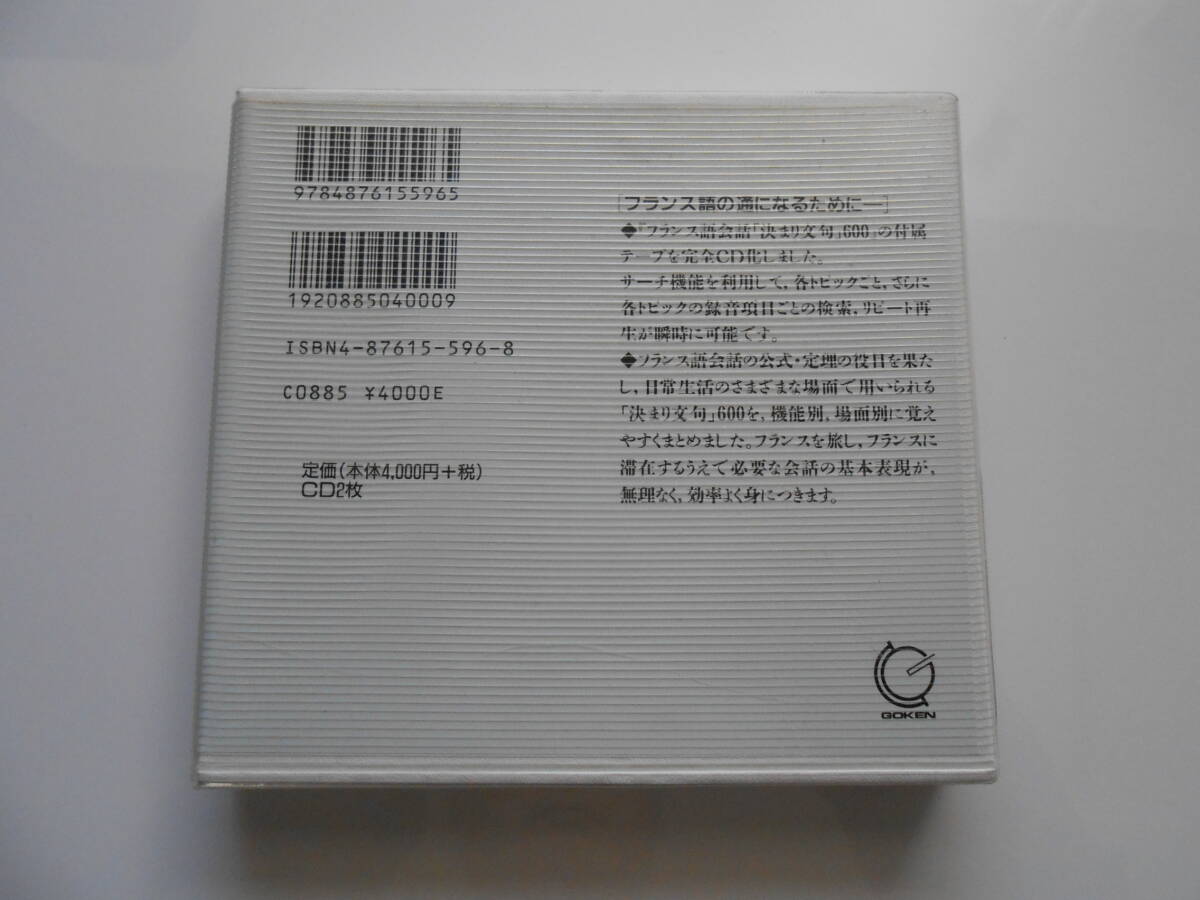 9784876155965
1920885040009
ISBN4-87615-596-8
C0885 ¥4000E
定価(本体4,000円+税)
CD2枚
[フランス語の通になるために—]
◆『フランス語会話「決まり文句」600』の付属
テープを完全CD化しました。
サーチ機能を利用して,各トピックごと,さらに
各トピックの録音項目ごとの検索,リピート再
生が瞬時に可能です。
◆フランス語会話の公式・定理の役目を果た
し,日常生活のさまざまな場面で用いられる
「決まり文句」600を,機能別,場面別に覚え
やすくまとめました。フランスを旅し,フランスに
滞在するうえで必要な会話の基本表現が,
無理なく,効率よく身につきます。
GOKEN